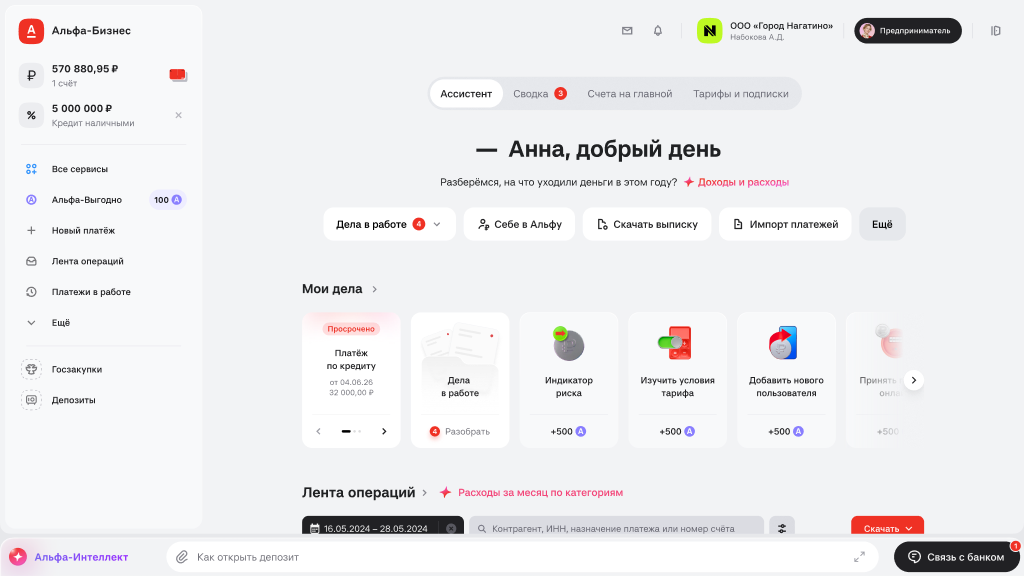 Альфа-Бизнес
570 880,95 ₽
1 счёт
5 000 000 ₽
Кредит наличными
Все сервисы
Альфа-Выгодно
100
Новый платёж
Лента операций
Платежи в работе
Ещё
Госзакупки
Депозиты
ООО «Город Нагатино»
Набокова А.Д.
Предприниматель
Ассистент
Сводка 3
Счета на главной
Тарифы и подписки
— Анна, добрый день
Разберёмся, на что уходили деньги в этом году? Доходы и расходы
Дела в работе 4
Себе в Альфу
Скачать выписку
Импорт платежей
Ещё
Мои дела
Просрочено
Платёж
по кредиту
от 04.06.26
32 000,00 ₽
Дела
в работе
4 Разобрать
Индикатор
риска
+500
Изучить условия
тарифа
+500
Добавить нового
пользователя
+500
Принять
онла
+500
Лента операций
Расходы за месяц по категориям
16.05.2024 – 28.05.2024
Контрагент, ИНН, назначение платежа или номер счёта
Скачать
Альфа-Интеллект
Как открыть депозит
Связь с банком
1